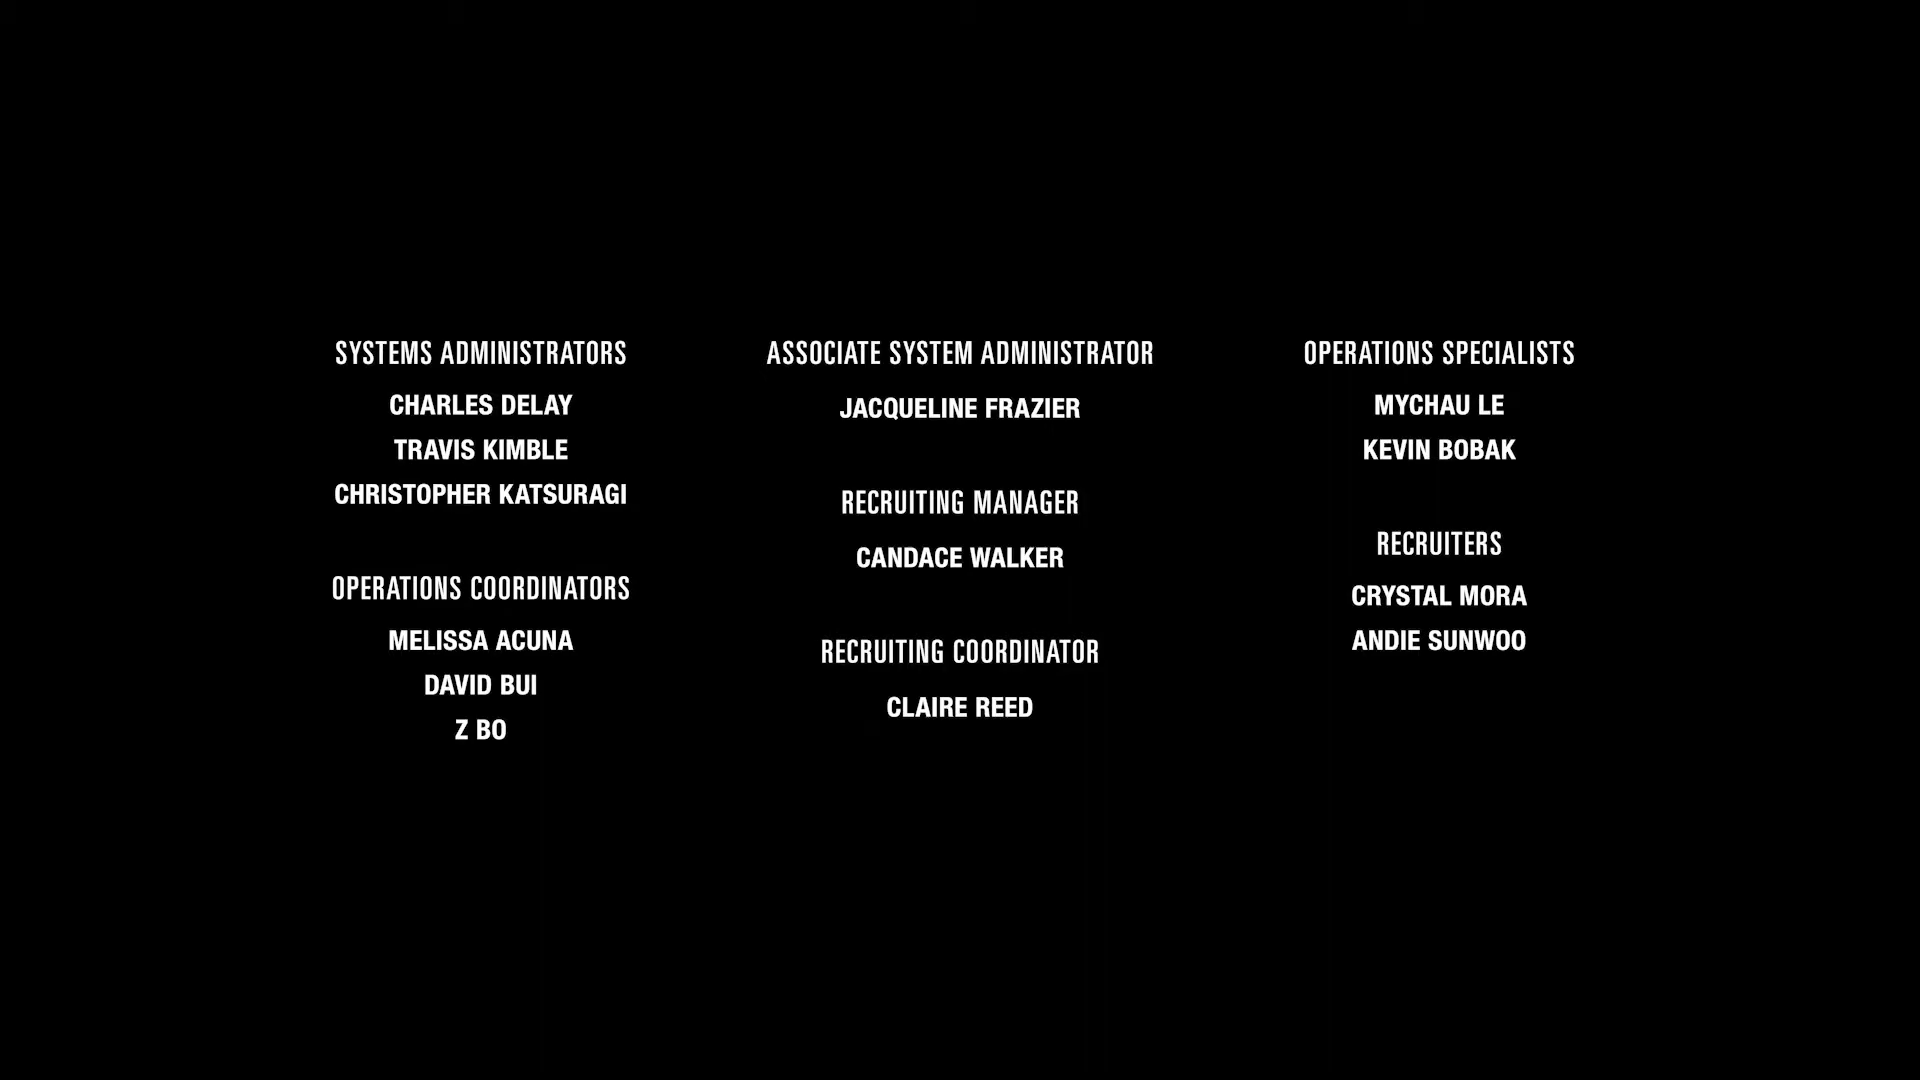 SYSTEMS ADMINISTRATORS
CHARLES DELAY
TRAVIS KIMBLE
CHRISTOPHER KATSURAGI
OPERATIONS COORDINATORS
MELISSA ACUNA
DAVID BUI
Z BO
ASSOCIATE SYSTEM ADMINISTRATOR
JACQUELINE FRAZIER
RECRUITING MANAGER
CANDACE WALKER
RECRUITING COORDINATOR
CLAIRE REED
OPERATIONS SPECIALISTS
MYCHAU LE
KEVIN BOBAK
RECRUITERS
CRYSTAL MORA
ANDIE SUNWOO